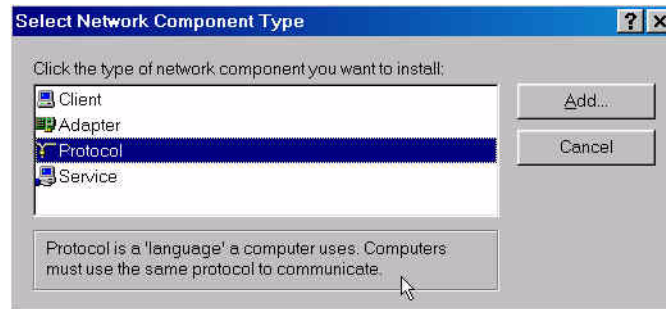 Select Network Component Type
Click the type of network component you want to install:
Client
Adapter
Protocol
Service
Add...
Cancel
Protocol is a 'language' a computer uses. Computers
must use the same protocol to communicate.